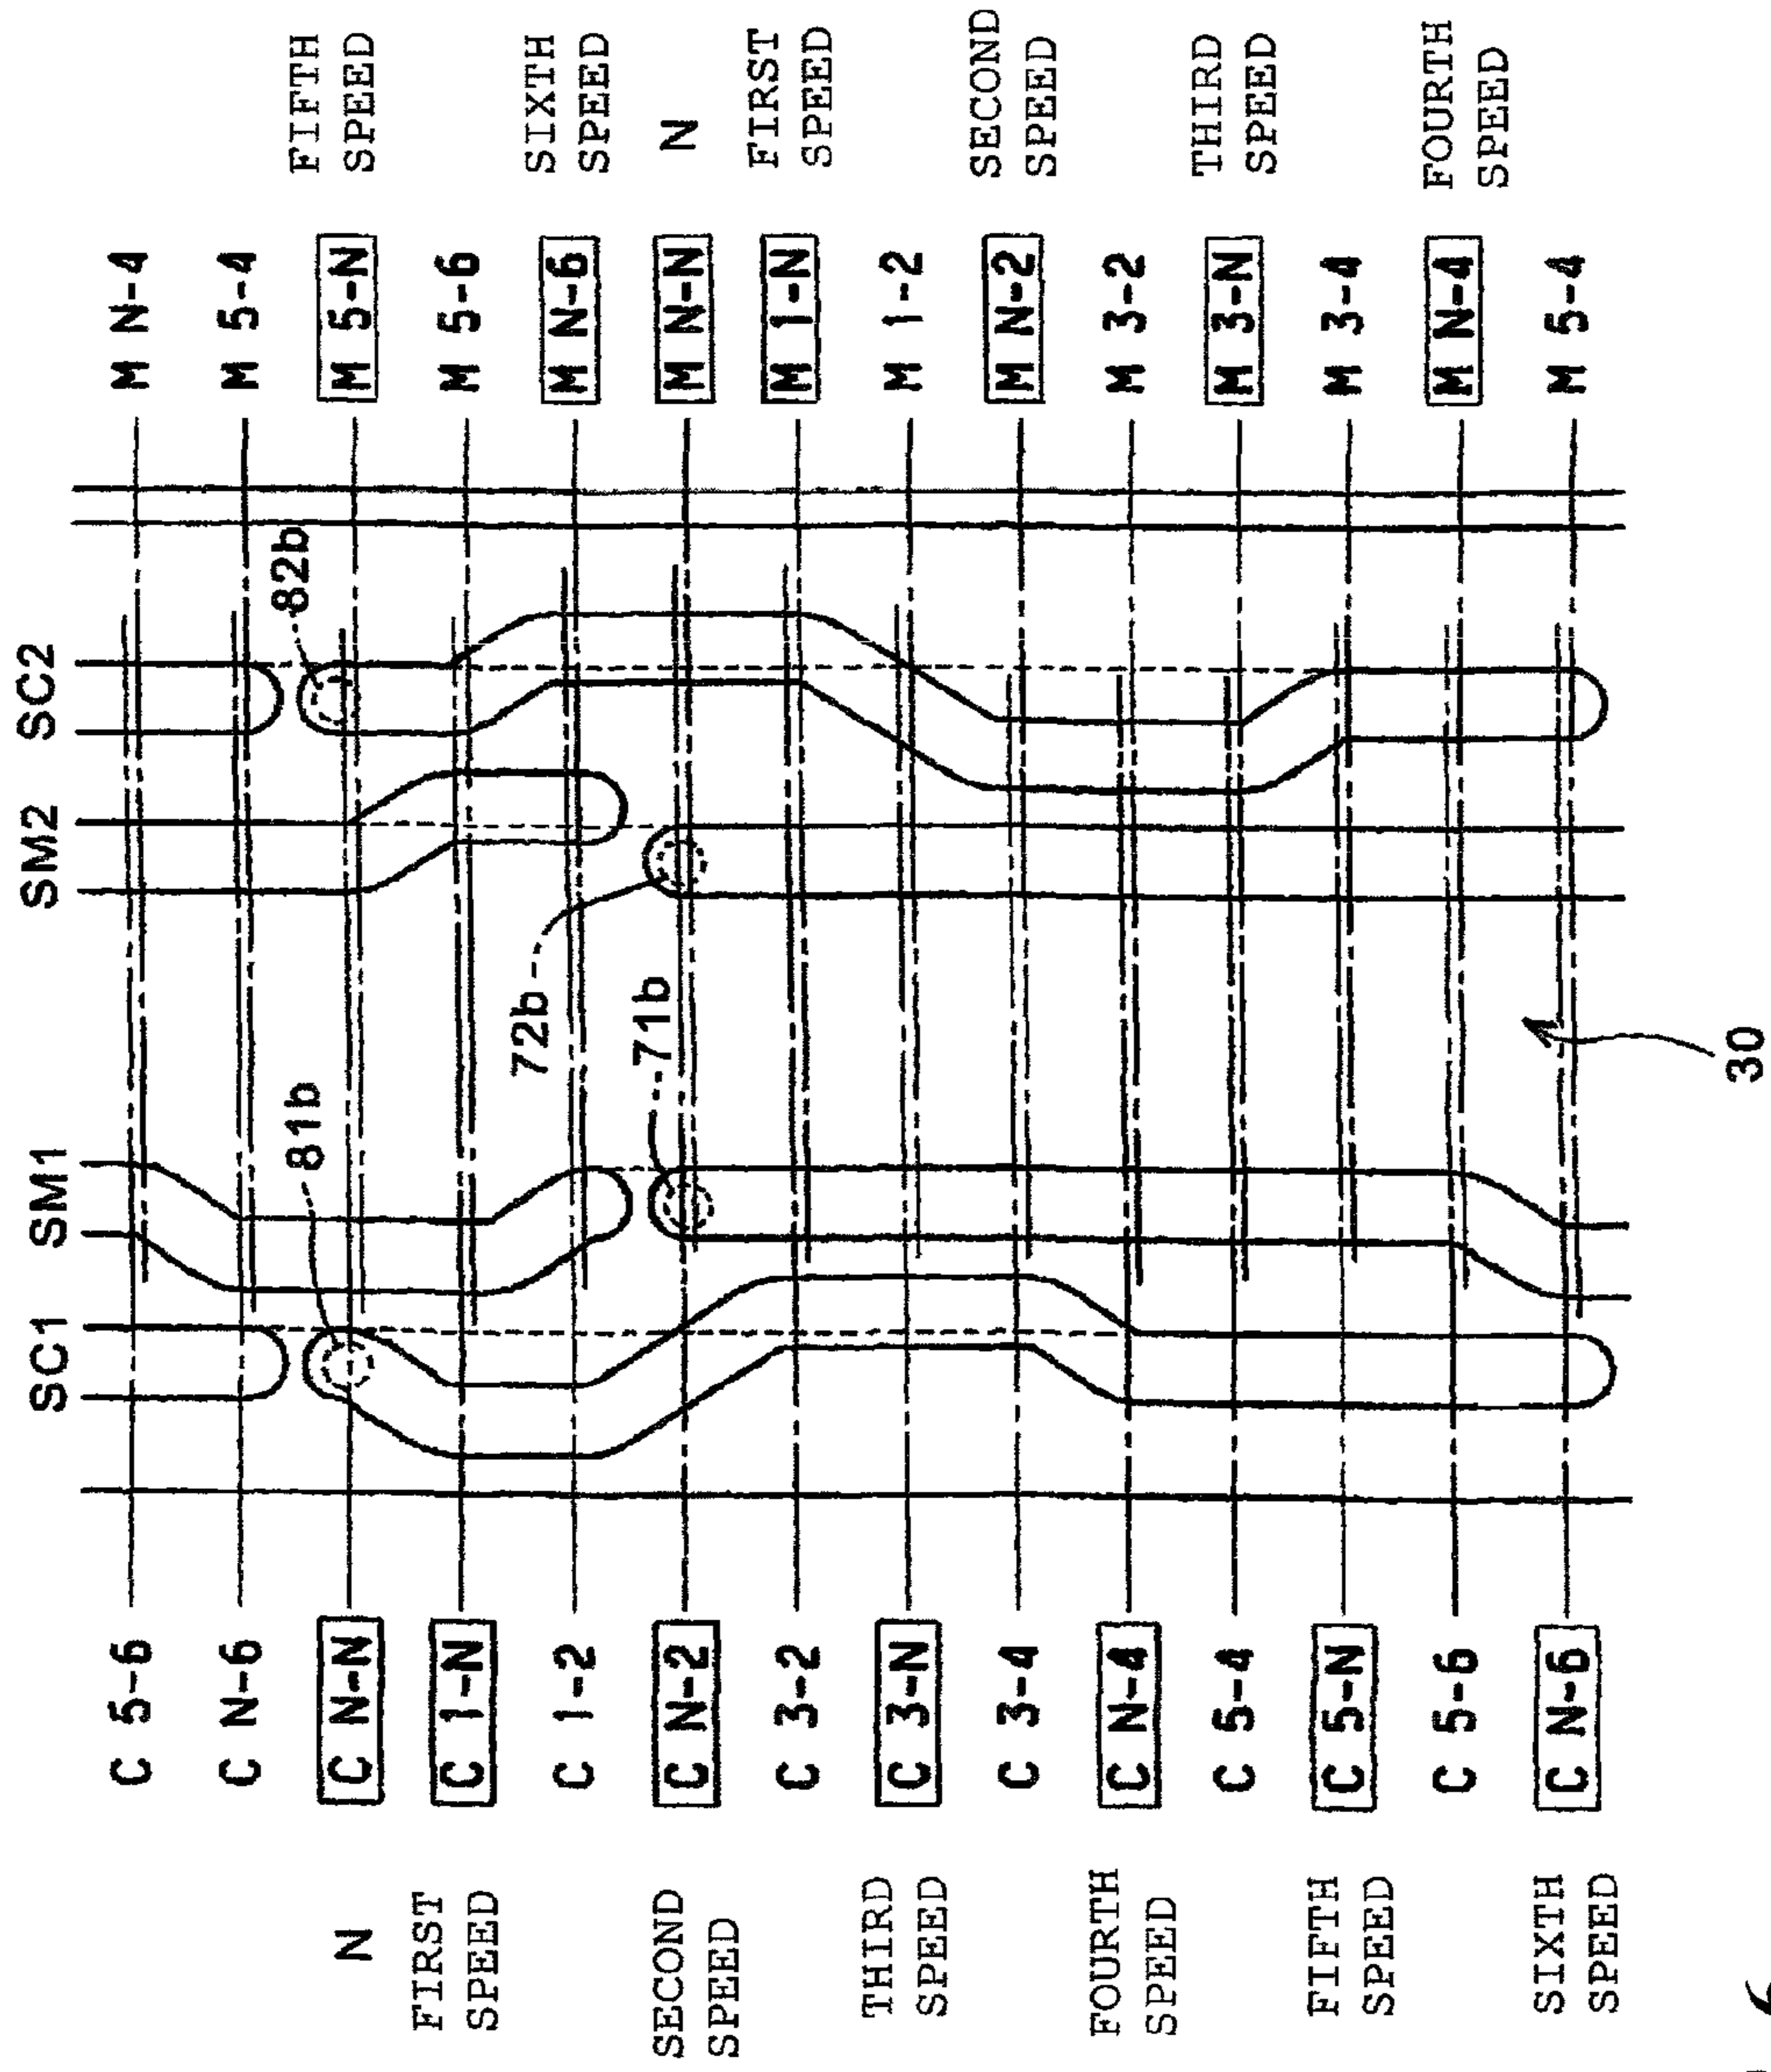 SC1
SM1
SM2
SC2
81b
82b
72b
71b
30
C 5-6
C N-6
C N-N
C 1-N
C 1-2
C N-2
C 3-2
C 3-N
C 3-4
C N-4
C 5-4
C 5-N
C 5-6
C N-6
N
FIRST
SPEED
SECOND
SPEED
THIRD
SPEED
FOURTH
SPEED
FIFTH
SPEED
SIXTH
SPEED
M N-4
M 5-4
M 5-N
M 5-6
M N-6
M N-N
M 1-N
M 1-2
M N-2
M 3-2
M 3-N
M 3-4
M N-4
M 5-4
FIFTH
SPEED
SIXTH
SPEED
N
FIRST
SPEED
SECOND
SPEED
THIRD
SPEED
FOURTH
SPEED